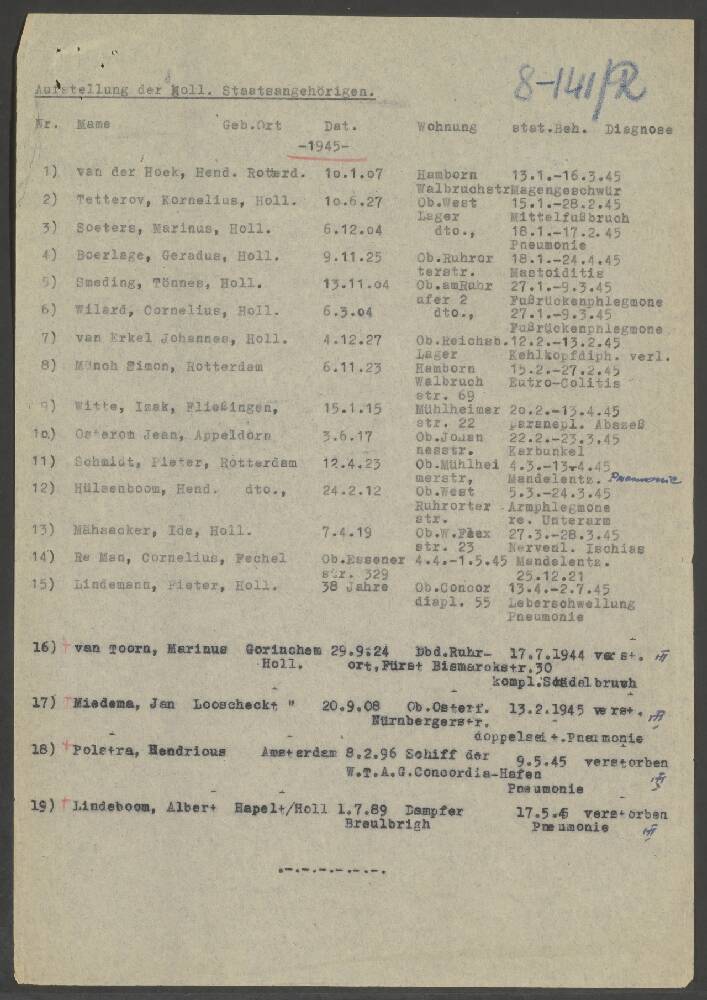 8-141/R
Aufstellung der Holl. Staatsangehörigen.
Nr. Name Geb.Ort Dat. Wohnung stat.Beh. Diagnose
-1945-
1) van der Hoek, Hend. Rotterd. 10.1.07 Hamborn 13.1.-16.3.45
Walbruchstr Magengeschwür
2) Tetterov, Kornelius, Holl. 10.6.27 Ob.West 15.1.-28.2.45
Lager Mittelfußbruch
3) Soeters, Marinus, Holl. 6.12.04 dto., 18.1.-17.2.45
Pneumonie
4) Boerlage, Geradus, Holl. 9.11.25 Ob.Ruhror 18.1.-24.4.45
terstr. Mastoiditis
5) Smeding, Tönnes, Holl. 13.11.04 Ob.amRuhr 27.1.-9.3.45
ufer 2 Fußrückenphlegmone
6) Wilard, Cornelius, Holl. 6.3.04 dto., 27.1.-9.3.45
Fußrückenphlegmone
7) van Erkel Johannes, Holl. 4.12.27 Ob.Reichsb. 12.2.-13.2.45
Lager Kehlkopfdiph. verl.
8) Münch Simon, Rotterdam 6.11.23 Hamborn 15.2.-27.2.45
Walbruch Eutro-Colitis
str. 69
9) Witte, Izak, Fließingen, 15.1.15 Mühlheimer 20.2.-13.4.45
str. 22 paranepl. Abszeß
10) Osterom Jean, Appeldorn 3.6.17 Ob.Johan 22.2.-23.3.45
nesstr. Karbunkel
11) Schmidt, Pieter, Rotterdam 12.4.23 Ob.Mühlhei 4.3.-13.4.45
merstr, Mandelentz. Pneumonie
12) Hülsenboom, Hend. dto., 24.2.12 Ob.West 5.3.-24.3.45
Ruhrorter Armphlegmone
str. re. Unterarm
13) Mähsacker, Ide, Holl. 7.4.19 Ob.W.Flex 27.3.-28.3.45
str. 23 Nervenl. Ischias
14) Re Man, Cornelius, Fechel Ob.Essener 4.4.-1.5.45 Mandelentz.
str. 329 25.12.21
15) Lindemann, Pieter, Holl. 38 Jahre Ob.Concor 13.4.-2.7.45
diapl. 55 Leberschwellung
Pneumonie
16) van Toorn, Marinus Gorinchem 29.9.24 Dbd.Ruhr- 17.7.1944 verst.
Holl. ort, Fürst Bismarckstr.30
kompl.Schädelbruch
17) Miedema, Jan Looscheckt " 20.9.08 Ob.Osterf. 13.2.1945 verst.
Nürnbergerstr.
doppelseit.Pneumonie
18) Polstra, Hendrious Amsterdam 8.2.96 Schiff der 9.5.45 verstorben
W.T.A.G.Concordia-Hafen
Pneumonie
19) Lindeboom, Albert Hapelt/Holl 1.7.89 Dampfer 17.5.45 verstorben
Breulbrigh Pneumonie